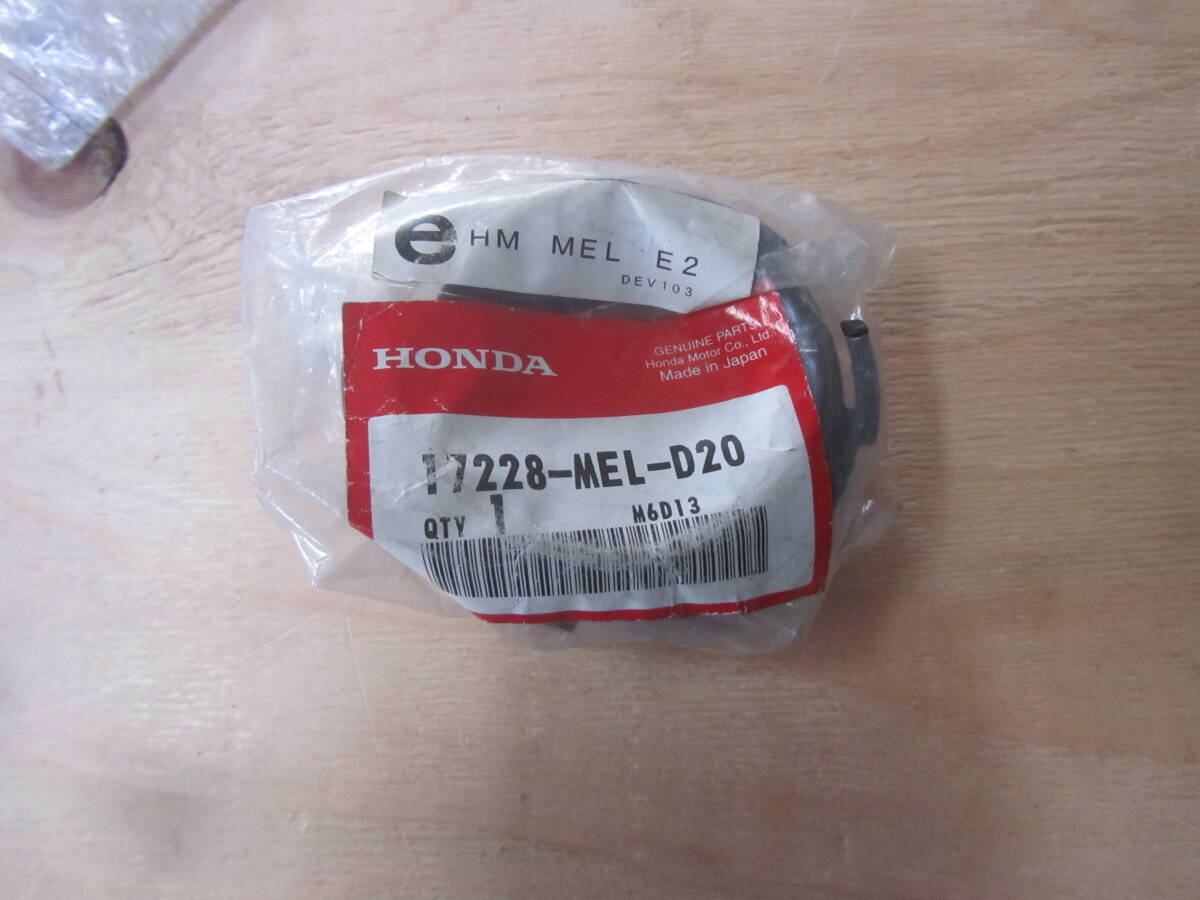 e HM MEL E2
DEV103
HONDA
GENUINE PARTS
Honda Motor Co., Ltd.
Made in Japan
17228-MEL-D20
QTY 1 M6D13